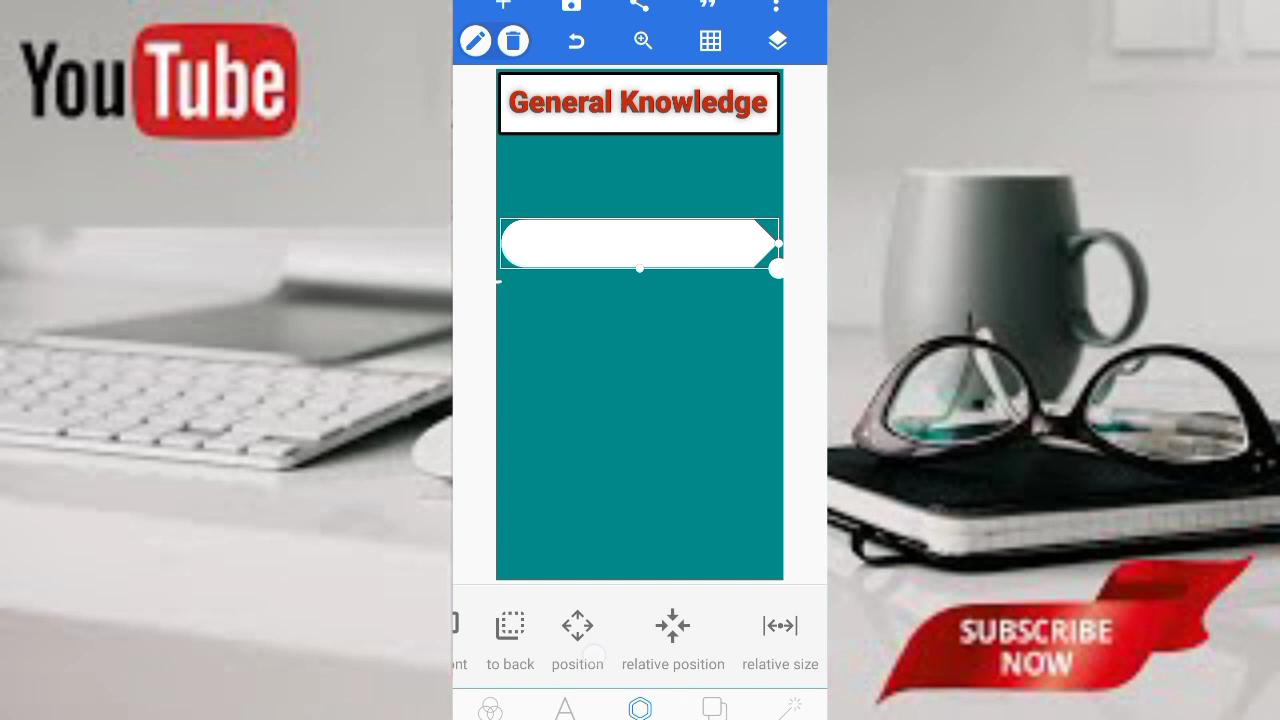 YouTube
General Knowledge
to back
position
relative position
relative size
SUBSCRIBE
NOW